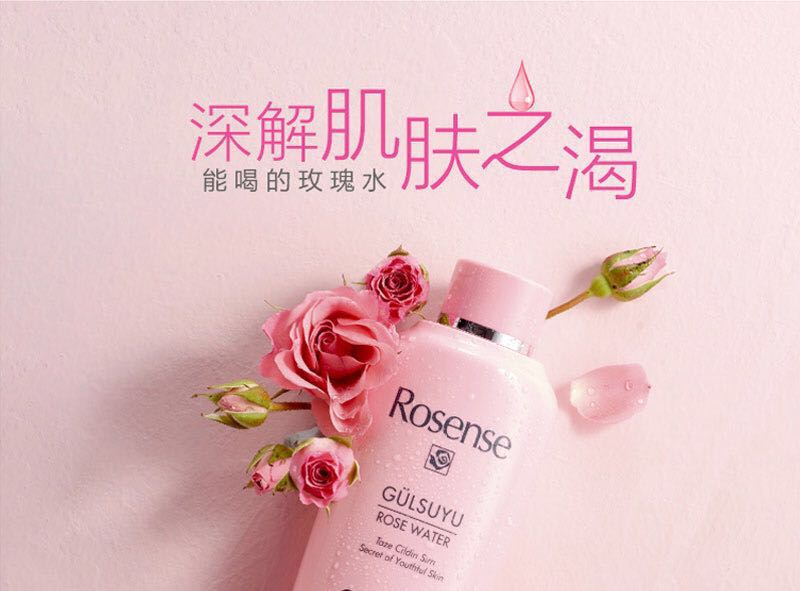 深解肌肤之渴
能喝的玫瑰水
Rosense
GÜLSUYU
ROSE WATER
Taze Cildin Sırrı
Secret of Youthful Skin